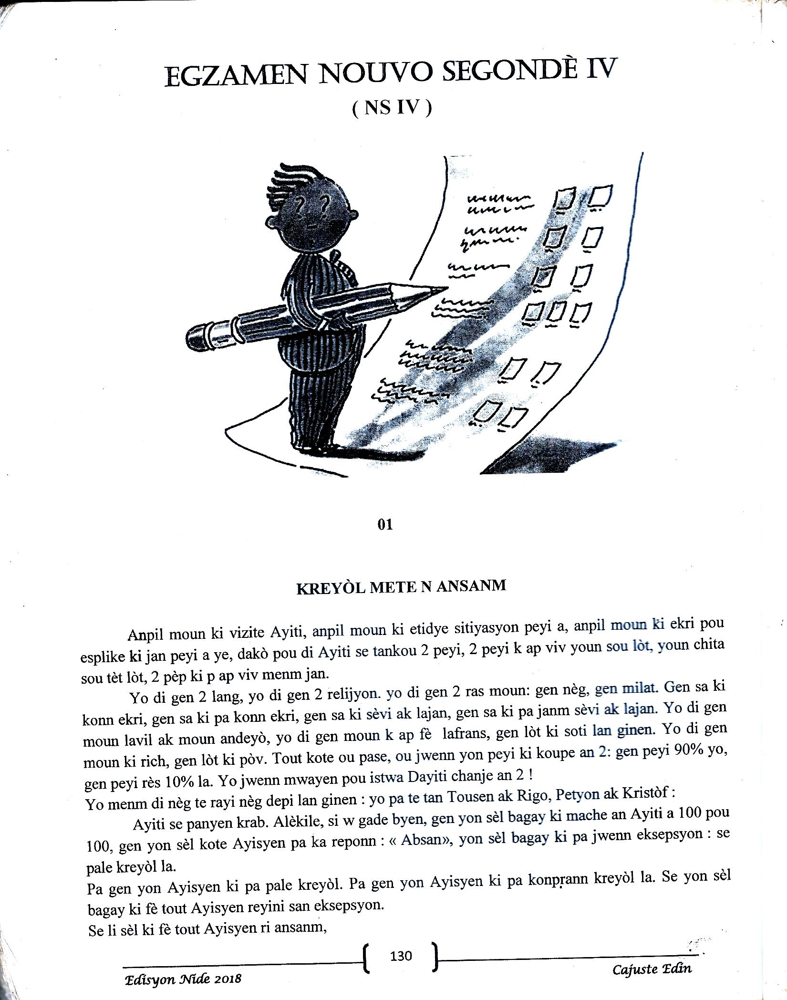 EGZAMEN NOUVO SEGONDÈ IV
( NS IV )
01
KREYÒL METE N ANSANM
Anpil moun ki vizite Ayiti, anpil moun ki etidye sitiyasyon peyi a, anpil moun ki ekri pou
esplike ki jan peyi a ye, dakò pou di Ayiti se tankou 2 peyi, 2 peyi k ap viv youn sou lòt, youn chita
sou tèt lòt, 2 pèp ki p ap viv menm jan.
Yo di gen 2 lang, yo di gen 2 relijyon. yo di gen 2 ras moun: gen nèg, gen milat. Gen sa ki
konn ekri, gen sa ki pa konn ekri, gen sa ki sèvi ak lajan, gen sa ki pa janm sèvi ak lajan. Yo di gen
moun lavil ak moun andeyò, yo di gen moun k ap fè lafrans, gen lòt ki soti lan ginen. Yo di gen
moun ki rich, gen lòt ki pòv. Tout kote ou pase, ou jwenn yon peyi ki koupe an 2: gen peyi 90% yo,
gen peyi rès 10% la. Yo jwenn mwayen pou istwa Dayiti chanje an 2 !
Yo menm di nèg te rayi nèg depi lan ginen : yo pa te tan Tousen ak Rigo, Petyon ak Kristòf :
Ayiti se panyen krab. Alèkile, si w gade byen, gen yon sèl bagay ki mache an Ayiti a 100 pou
100, gen yon sèl kote Ayisyen pa ka reponn : « Absan», yon sèl bagay ki pa jwenn eksepsyon : se
pale kreyòl la.
Pa gen yon Ayisyen ki pa pale kreyòl. Pa gen yon Ayisyen ki pa konprann kreyòl la. Se yon sèl
bagay ki fè tout Ayisyen reyini san eksepsyon.
Se li sèl ki fè tout Ayisyen ri ansanm,
130
Edisyon Nide 2018
Cajuste Edin